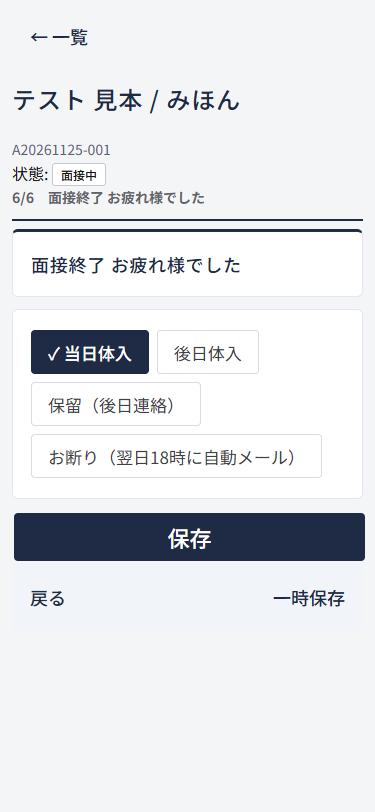 ← 一覧
テスト 見本 / みほん
A20261125-001
状態: 面接中
6/6 面接終了 お疲れ様でした
面接終了 お疲れ様でした
✓ 当日体入 後日体入
保留（後日連絡）
お断り（翌日18時に自動メール）
保存
戻る 一時保存